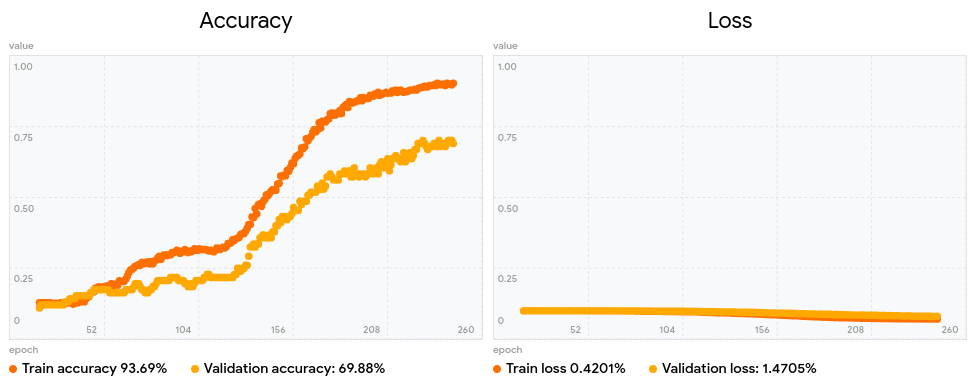 Accuracy
value
1.00
0.75
0.50
0.25
0
52 104 156 208 260
epoch
Train accuracy 93.69% Validation accuracy: 69.88%
Loss
value
1.00
0.75
0.50
0.25
0
52 104 156 208 260
epoch
Train loss 0.4201% Validation loss: 1.4705%